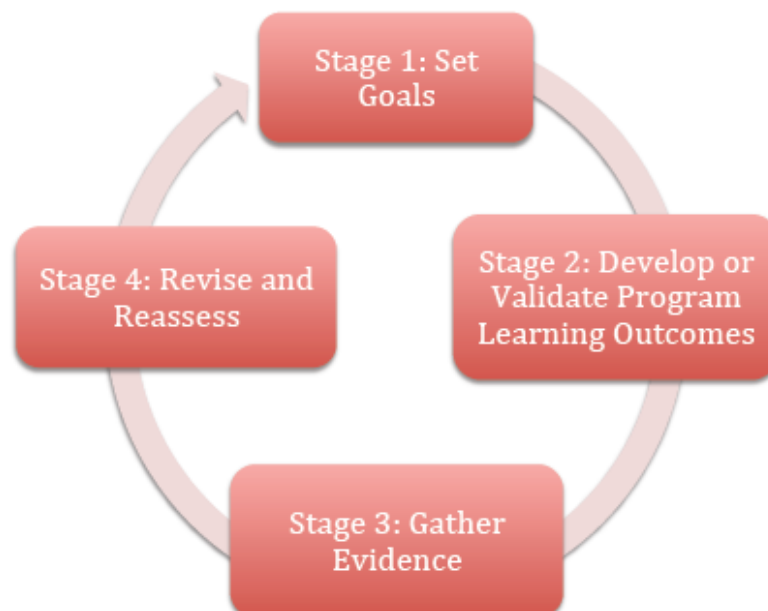 Stage 1: Set
Goals
Stage 2: Develop or
Validate Program
Learning Outcomes
Stage 3: Gather
Evidence
Stage 4: Revise and
Reassess